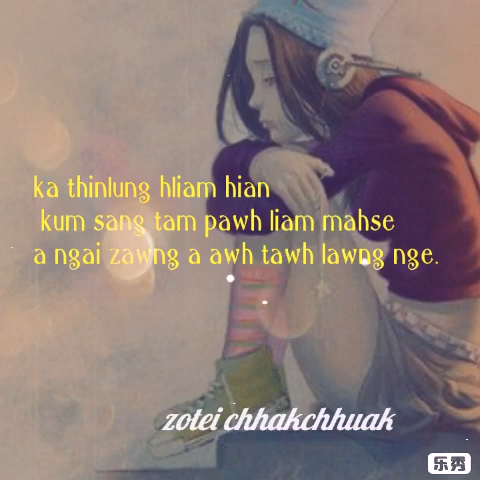 ka thinlung hliam hian
kum sang tam pawh liam mahse
a ngai zawng a awh tawh lawng nge.
zotei chhakchhuak
乐秀